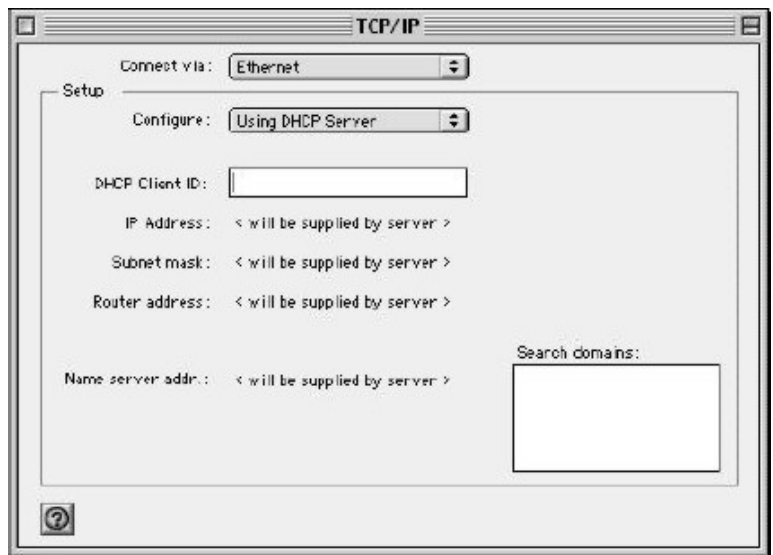 TCP/IP
Connect via: Ethernet
Setup
Configure: Using DHCP Server
DHCP Client ID:
IP Address: < will be supplied by server >
Subnet mask: < will be supplied by server >
Router address: < will be supplied by server >
Search domains:
Name server addr.: < will be supplied by server >
?